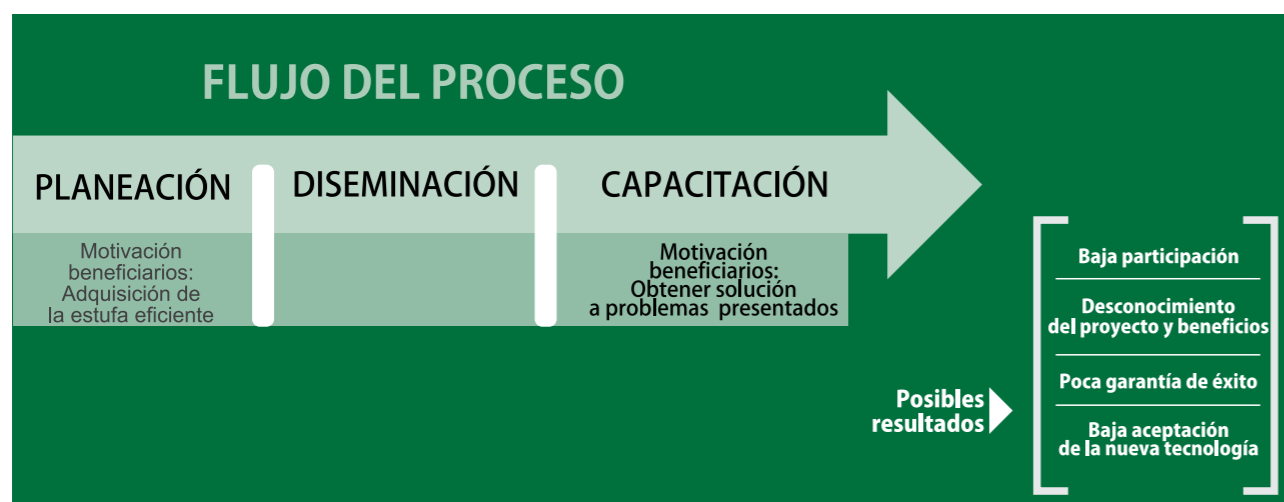 FLUJO DEL PROCESO
PLANEACIÓN
DISEMINACIÓN
CAPACITACIÓN
Motivación
beneficiarios:
Adquisición de
la estufa eficiente
Motivación
beneficiarios:
Obtener solución
a problemas presentados
Posibles
resultados
Baja participación
Desconocimiento
del proyecto y beneficios
Poca garantía de éxito
Baja aceptación
de la nueva tecnología